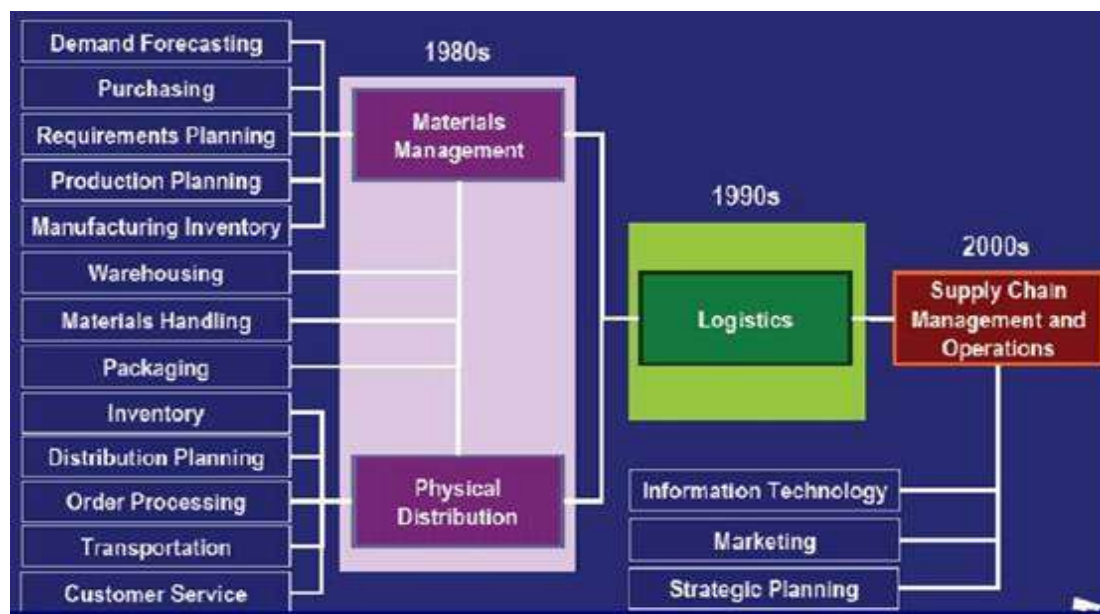 Demand Forecasting
Purchasing
Requirements Planning
Production Planning
Manufacturing Inventory
Warehousing
Materials Handling
Packaging
Inventory
Distribution Planning
Order Processing
Transportation
Customer Service
1980s
Materials
Management
Physical
Distribution
1990s
Logistics
2000s
Supply Chain
Management and
Operations
Information Technology
Marketing
Strategic Planning